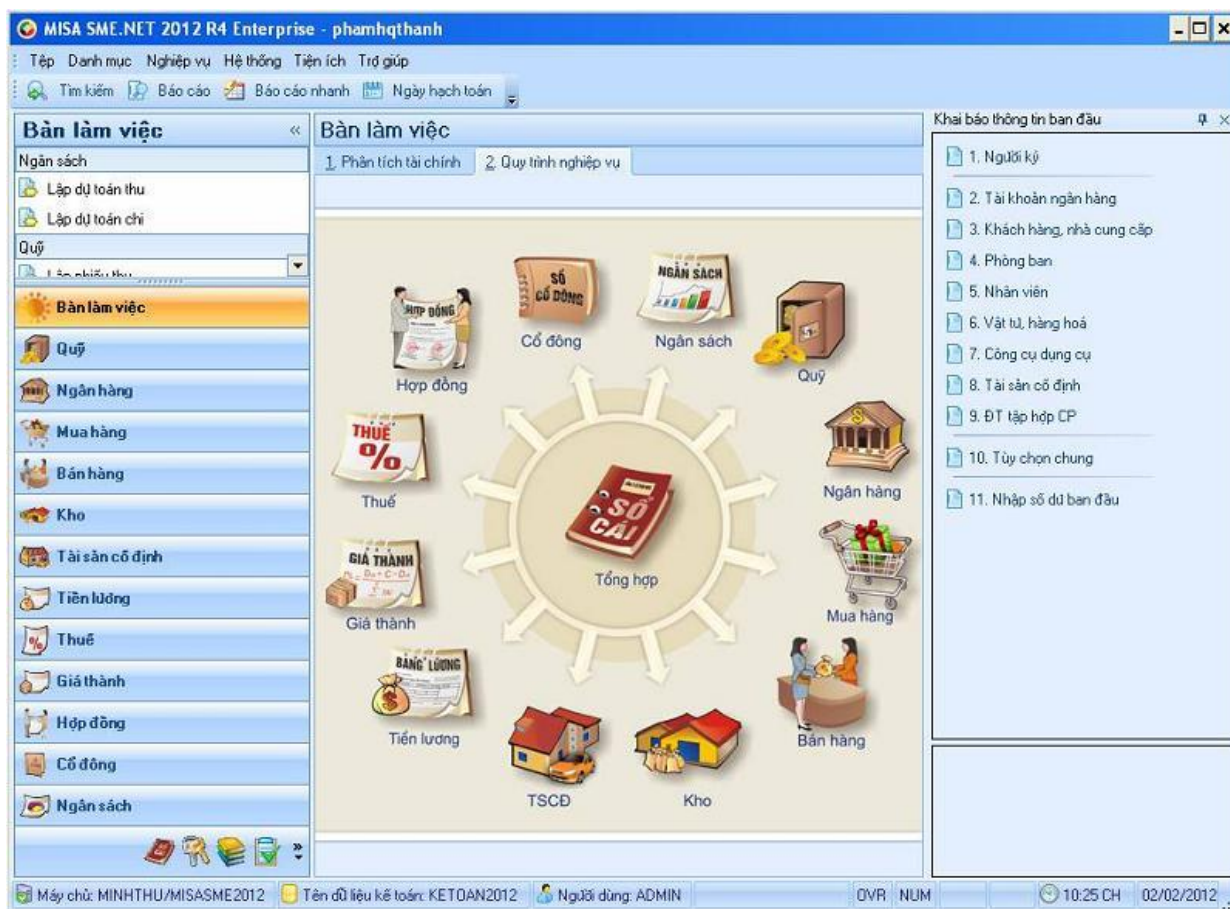 MISA SME.NET 2012 R4 Enterprise - phamhqthanh
Tệp Danh mục Nghiệp vụ Hệ thống Tiện ích Trợ giúp
Tìm kiếm Báo cáo Báo cáo nhanh Ngày hạch toán
Bàn làm việc «
Ngân sách
Lập dự toán thu
Lập dự toán chi
Quỹ
Lập phiếu thu
Bàn làm việc
Quỹ
Ngân hàng
Mua hàng
Bán hàng
Kho
Tài sản cố định
Tiền lương
Thuế
Giá thành
Hợp đồng
Cổ đông
Ngân sách
Bàn làm việc
1. Phân tích tài chính 2. Quy trình nghiệp vụ
HỢP ĐỒNG
Hợp đồng
SỔ
CỔ ĐÔNG
Cổ đông
NGÂN SÁCH
Ngân sách
Quỹ
THUẾ
%
Thuế
SỔ
CÁI
Tổng hợp
Ngân hàng
GIÁ THÀNH
Giá thành
Mua hàng
BẢNG LƯƠNG
Tiền lương
TSCĐ
Kho
Bán hàng
Khai báo thông tin ban đầu
1. Người ký
2. Tài khoản ngân hàng
3. Khách hàng, nhà cung cấp
4. Phòng ban
5. Nhân viên
6. Vật tư, hàng hoá
7. Công cụ dụng cụ
8. Tài sản cố định
9. ĐT tập hợp CP
10. Tùy chọn chung
11. Nhập số dư ban đầu
Máy chủ: MINHTHU/MISASME2012 Tên dữ liệu kế toán: KETOAN2012 Người dùng: ADMIN OVR NUM 10:25 CH 02/02/2012